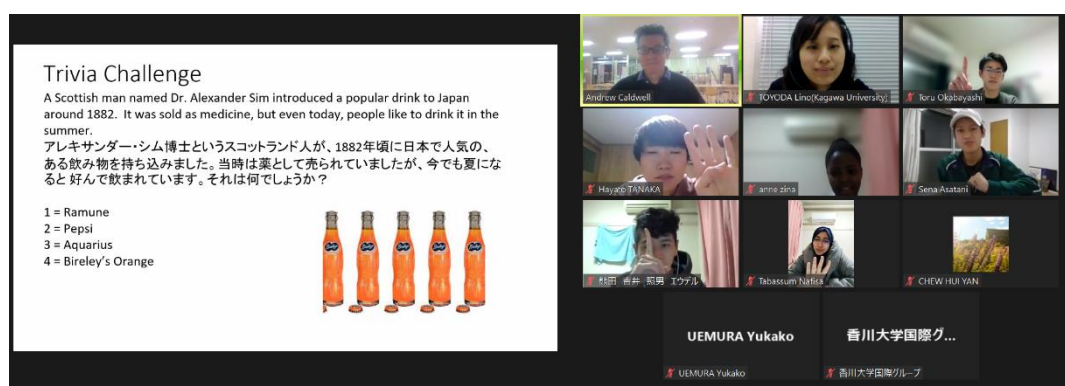 Trivia Challenge
A Scottish man named Dr. Alexander Sim introduced a popular drink to Japan
around 1882.  It was sold as medicine, but even today, people like to drink it in the
summer.
アレキサンダー・シム博士というスコットランド人が、1882年頃に日本で人気の、
ある飲み物を持ち込みました。当時は薬として売られていましたが、今でも夏にな
ると 好んで飲まれています。それは何でしょうか？
1 = Ramune
2 = Pepsi
3 = Aquarius
4 = Bireley's Orange
Andrew Caldwell
TOYODA Lino(Kagawa University)
Toru Okabayashi
Hayato TANAKA
anne zina
Sena Asatani
照男 エウデル
Tabassum Nafisa
CHEW HUI YAN
UEMURA Yukako
UEMURA Yukako
香川大学国際グ...
香川大学国際グループ